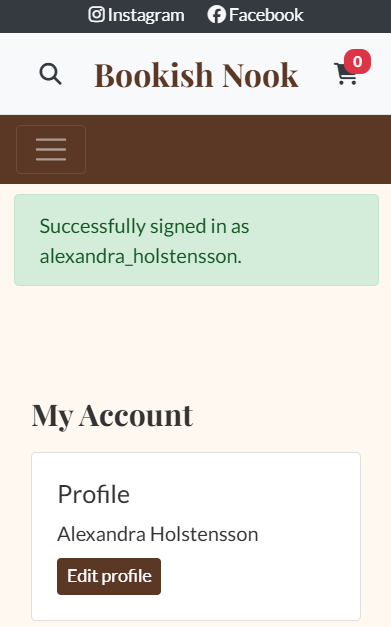 Instagram Facebook
Bookish Nook 0
Successfully signed in as
alexandra_holstensson.
My Account
Profile
Alexandra Holstensson
Edit profile